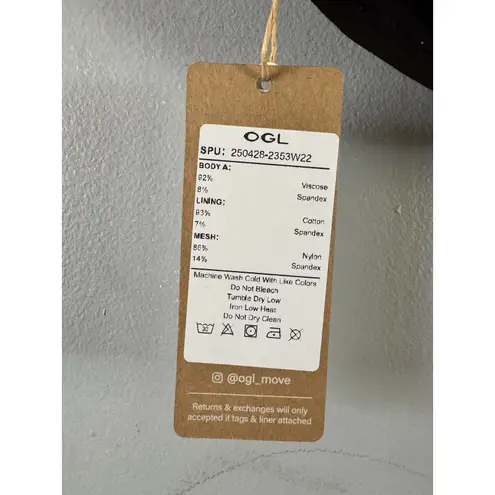 OGL
SPU: 250428-2353W22
BODY A:
92% Viscose
8% Spandex
LINING:
93% Cotton
7% Spandex
MESH:
86% Nylon
14% Spandex
Machine Wash Cold With Like Colors
Do Not Bleach
Tumble Dry Low
Iron Low Heat
Do Not Dry Clean
@ogl_move
Returns & exchanges will only
accepted if tags & liner attached